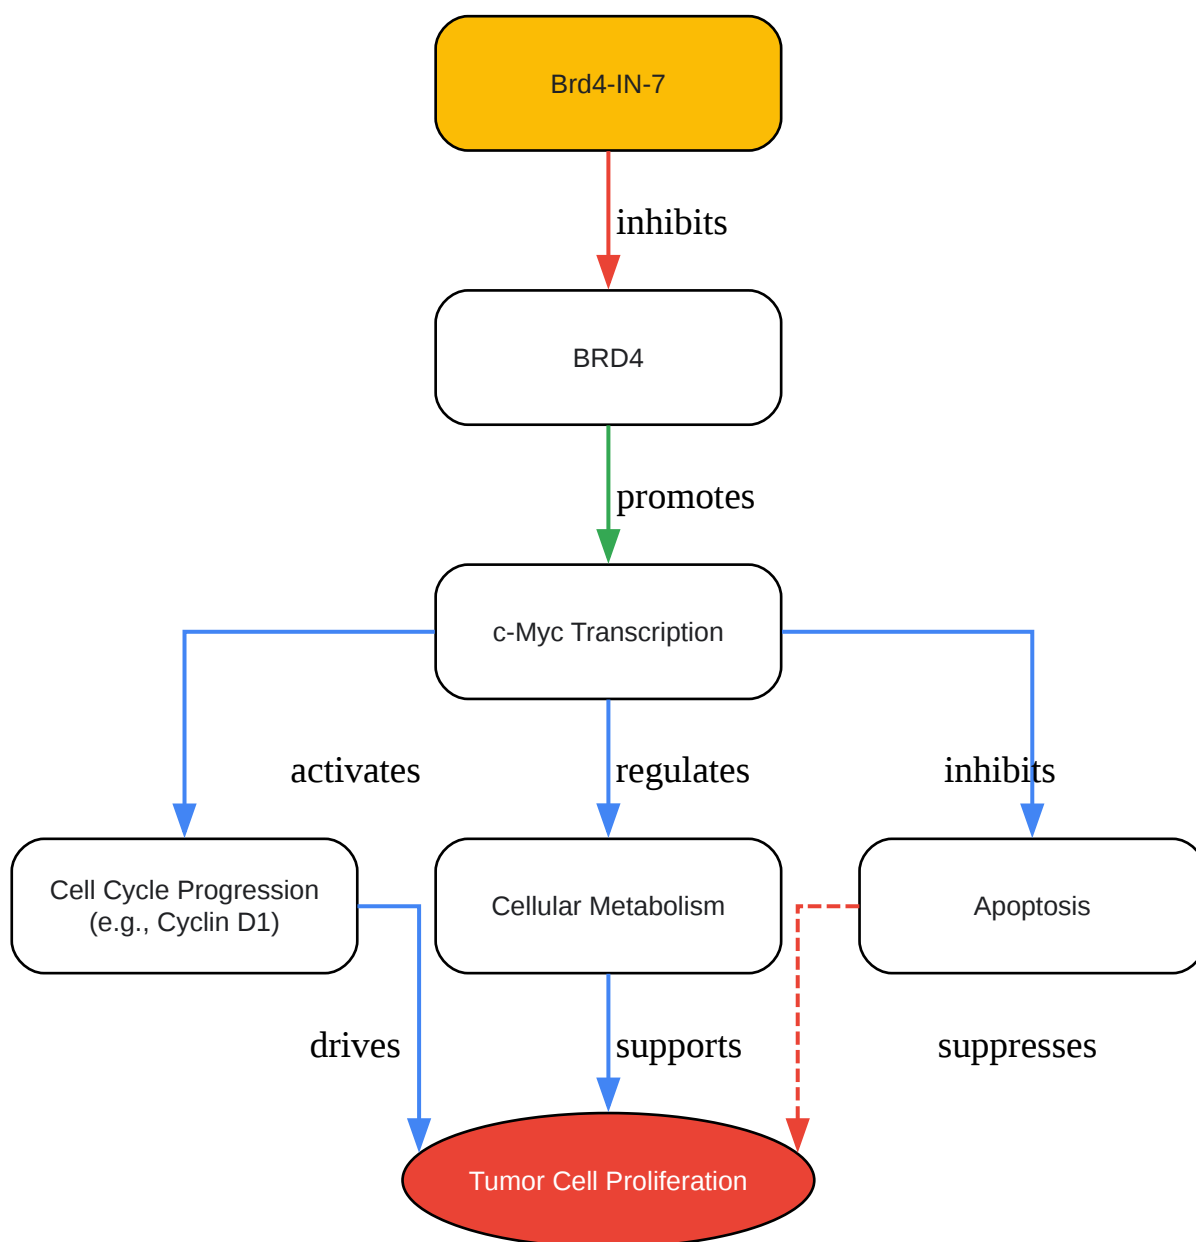 Brd4-IN-7
inhibits
BRD4
promotes
c-Myc Transcription
activates
regulates
inhibits
Cell Cycle Progression
(e.g., Cyclin D1)
Cellular Metabolism
Apoptosis
drives
supports
suppresses
Tumor Cell Proliferation